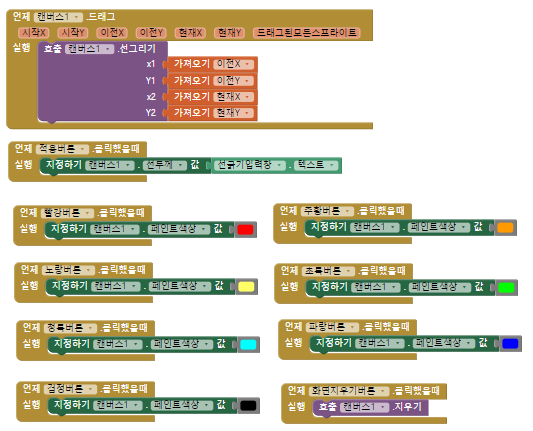 언제 캔버스1 .드래그
시작X 시작Y 이전X 이전Y 현재X 현재Y 드래그된모든스프라이트
실행 호출 캔버스1 .선그리기
x1 가져오기 이전X
Y1 가져오기 이전Y
x2 가져오기 현재X
Y2 가져오기 현재Y
언제 적용버튼 .클릭했을때
실행 지정하기 캔버스1 . 선두께 값 선굵기입력창 . 텍스트
언제 빨강버튼 .클릭했을때
실행 지정하기 캔버스1 . 페인트색상 값
언제 주황버튼 .클릭했을때
실행 지정하기 캔버스1 . 페인트색상 값
언제 노랑버튼 .클릭했을때
실행 지정하기 캔버스1 . 페인트색상 값
언제 초록버튼 .클릭했을때
실행 지정하기 캔버스1 . 페인트색상 값
언제 청록버튼 .클릭했을때
실행 지정하기 캔버스1 . 페인트색상 값
언제 파랑버튼 .클릭했을때
실행 지정하기 캔버스1 . 페인트색상 값
언제 검정버튼 .클릭했을때
실행 지정하기 캔버스1 . 페인트색상 값
언제 화면지우기버튼 .클릭했을때
실행 호출 캔버스1 .지우기